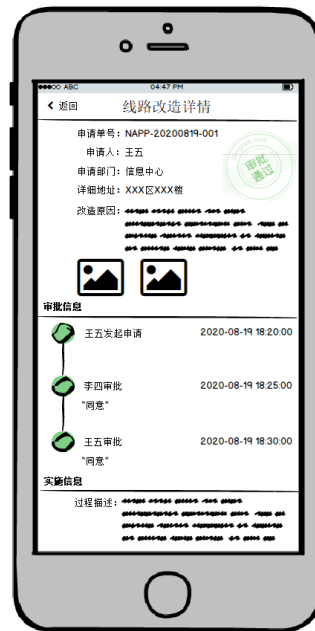 ABC 04:47 PM
返回 线路改造详情
申请单号：NAPP-20200819-001
申请人：王五
申请部门：信息中心
详细地址：XXX区XXX楼
审批
通过
改造原因：
审批信息
王五发起申请 2020-08-19 18:20:00
李四审批 2020-08-19 18:25:00
"同意"
王五审批 2020-08-19 18:30:00
"同意"
实施信息
过程描述：